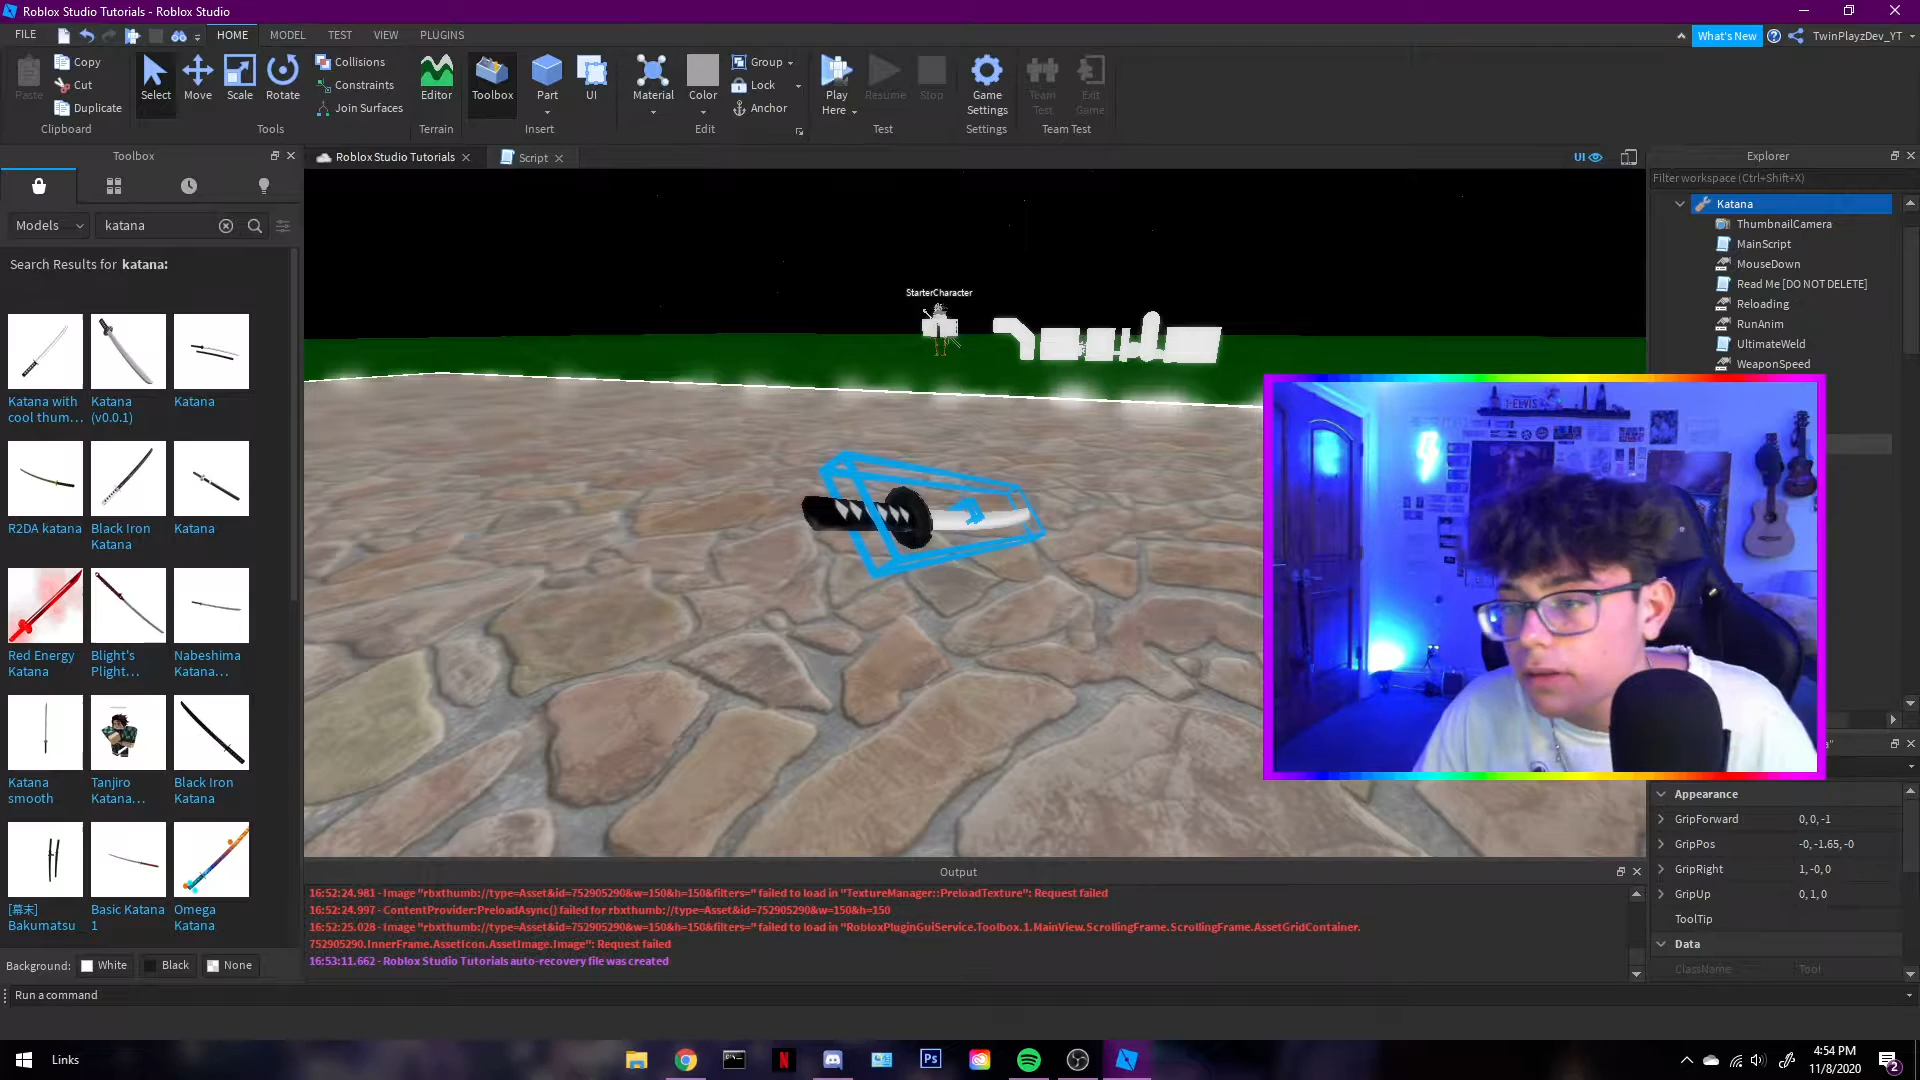 Roblox Studio Tutorials - Roblox Studio
FILE
HOME
MODEL
TEST
VIEW
PLUGINS
What's New
TwinPlayzDev_YT
Paste
Copy
Cut
Duplicate
Clipboard
Select
Move
Scale
Rotate
Collisions
Constraints
Join Surfaces
Tools
Editor
Terrain
Toolbox
Part
UI
Insert
Material
Color
Group
Lock
Anchor
Edit
Play
Here
Resume
Stop
Test
Game
Settings
Settings
Team
Test
Exit
Game
Team Test
Toolbox
Roblox Studio Tutorials
Script
UI
Explorer
Filter workspace (Ctrl+Shift+X)
Models
katana
Search Results for katana:
Katana with
cool thum...
Katana
(v0.0.1)
Katana
R2DA katana
Black Iron
Katana
Katana
Red Energy
Katana
Blight's
Plight...
Nabeshima
Katana...
Katana
smooth
Tanjiro
Katana...
Black Iron
Katana
[幕末]
Bakumatsu
Basic Katana
1
Omega
Katana
Background:
White
Black
None
StarterCharacter
Katana
ThumbnailCamera
MainScript
MouseDown
Read Me [DO NOT DELETE]
Reloading
RunAnim
UltimateWeld
WeaponSpeed
Appearance
GripForward 0, 0, -1
GripPos -0, -1.65, -0
GripRight 1, -0, 0
GripUp 0, 1, 0
ToolTip
Data
ClassName Tool
Output
16:52:24.981 - Image "rbxthumb://type=Asset&id=752905290&w=150&h=150&filters=" failed to load in "TextureManager::PreloadTexture": Request failed
16:52:24.997 - ContentProvider:PreloadAsync() failed for rbxthumb://type=Asset&id=752905290&w=150&h=150
16:52:25.028 - Image "rbxthumb://type=Asset&id=752905290&w=150&h=150&filters=" failed to load in "RobloxPluginGuiService.Toolbox.1.MainView.ScrollingFrame.ScrollingFrame.AssetGridContainer.
752905290.InnerFrame.AssetIcon.AssetImage.Image": Request failed
16:53:11.662 - Roblox Studio Tutorials auto-recovery file was created
Run a command
Links
Ps
4:54 PM
11/8/2020
2